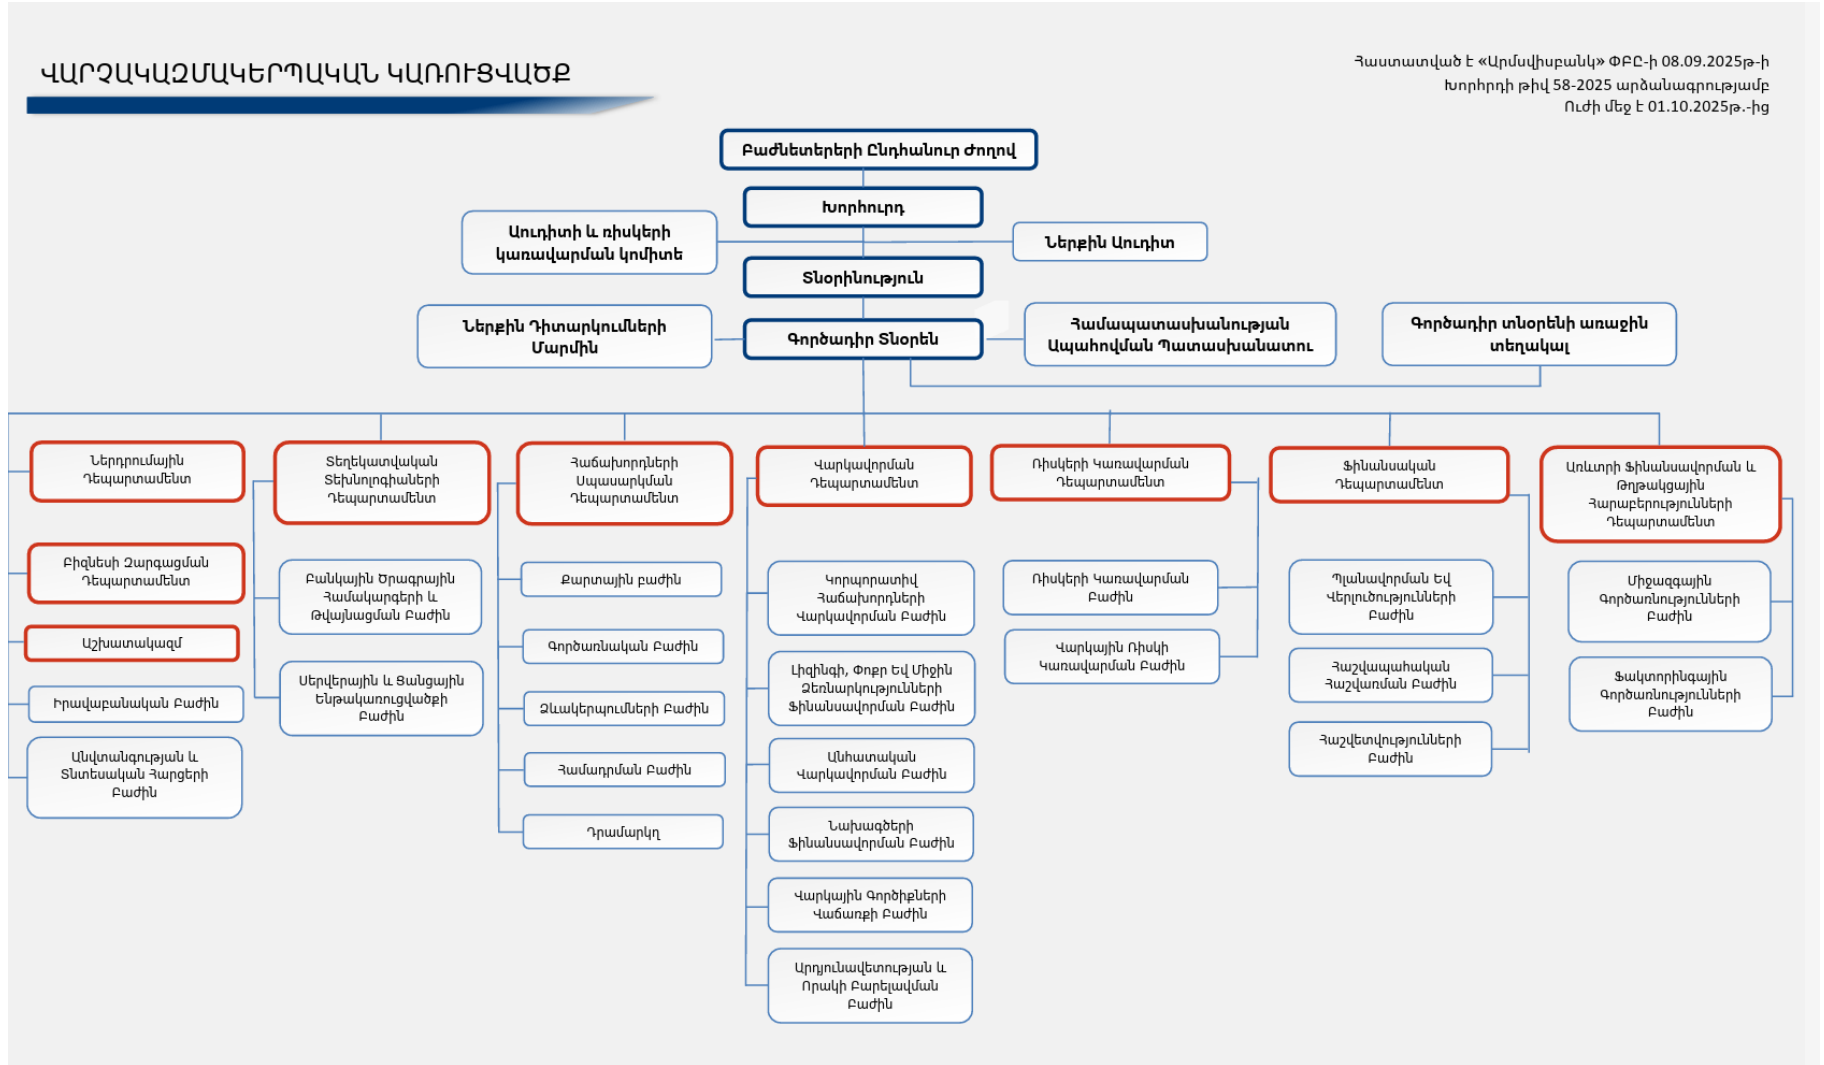 ՎԱՐՉԱԿԱԶՄԱԿԵՐՊԱԿԱՆ ԿԱՌՈՒՑՎԱԾՔ
Հաստատված է «Արմսվիսբանկ» ՓԲԸ-ի 08.09.2025թ-ի
Խորհրդի թիվ 58-2025 արձանագրությամբ
Ուժի մեջ է 01.10.2025թ.-ից
Բաժնետերերի Ընդհանուր Ժողով
Խորհուրդ
Աուդիտի և ռիսկերի
կառավարման կոմիտե
Ներքին Աուդիտ
Տնօրինություն
Ներքին Դիտարկումների
Մարմին
Գործադիր Տնօրեն
Համապատասխանության
Ապահովման Պատասխանատու
Գործադիր տնօրենի առաջին
տեղակալ
Ներդրումային
Դեպարտամենտ
Բիզնեսի Զարգացման
Դեպարտամենտ
Աշխատակազմ
Իրավաբանական Բաժին
Անվտանգության և
Տնտեսական Հարցերի
Բաժին
Տեղեկատվական
Տեխնոլոգիաների
Դեպարտամենտ
Բանկային Ծրագրային
Համակարգերի և
Թվայնացման Բաժին
Սերվերային և Ցանցային
Ենթակառուցվածքի
Բաժին
Հաճախորդների
Սպասարկման
Դեպարտամենտ
Քարտային բաժին
Գործառնական Բաժին
Ձևակերպումների Բաժին
Համադրման Բաժին
Դրամարկղ
Վարկավորման
Դեպարտամենտ
Կորպորատիվ
Հաճախորդների
Վարկավորման Բաժին
Լիզինգի, Փոքր Եվ Միջին
Ձեռնարկությունների
Ֆինանսավորման Բաժին
Անհատական
Վարկավորման Բաժին
Նախագծերի
Ֆինանսավորման Բաժին
Վարկային Գործիքների
Վաճառքի Բաժին
Արդյունավետության և
Որակի Բարելավման
Բաժին
Ռիսկերի Կառավարման
Դեպարտամենտ
Ռիսկերի Կառավարման
Բաժին
Վարկային Ռիսկի
Կառավարման Բաժին
Ֆինանսական
Դեպարտամենտ
Պլանավորման Եվ
Վերլուծությունների
Բաժին
Հաշվապահական
Հաշվառման Բաժին
Հաշվետվությունների
Բաժին
Առևտրի Ֆինանսավորման և
Թղթակցային
Հարաբերությունների
Դեպարտամենտ
Միջազգային
Գործառնությունների
Բաժին
Ֆակտորինգային
Գործառնությունների
Բաժին